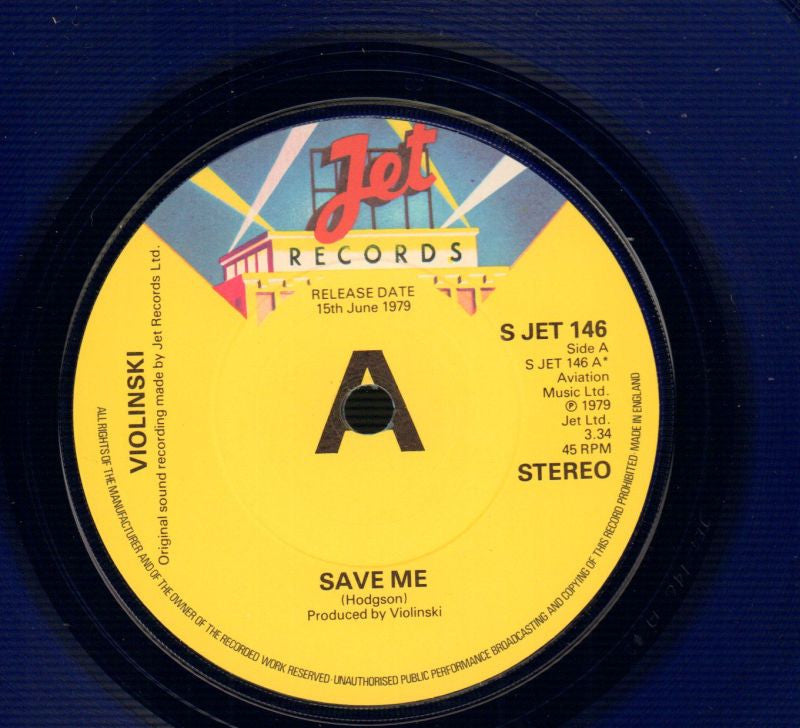 Jet
RECORDS
RELEASE DATE
15th June 1979
S JET 146
Side A
S JET 146 A*
Aviation
Music Ltd.
℗ 1979
Jet Ltd.
3.34
45 RPM
STEREO
A
VIOLINSKI
Original sound recording made by Jet Records Ltd.
SAVE ME
(Hodgson)
Produced by Violinski
ALL RIGHTS OF THE MANUFACTURER AND OF THE OWNER OF THE RECORDED WORK RESERVED·UNAUTHORISED PUBLIC PERFORMANCE BROADCASTING AND COPYING OF THIS RECORD PROHIBITED·MADE IN ENGLAND